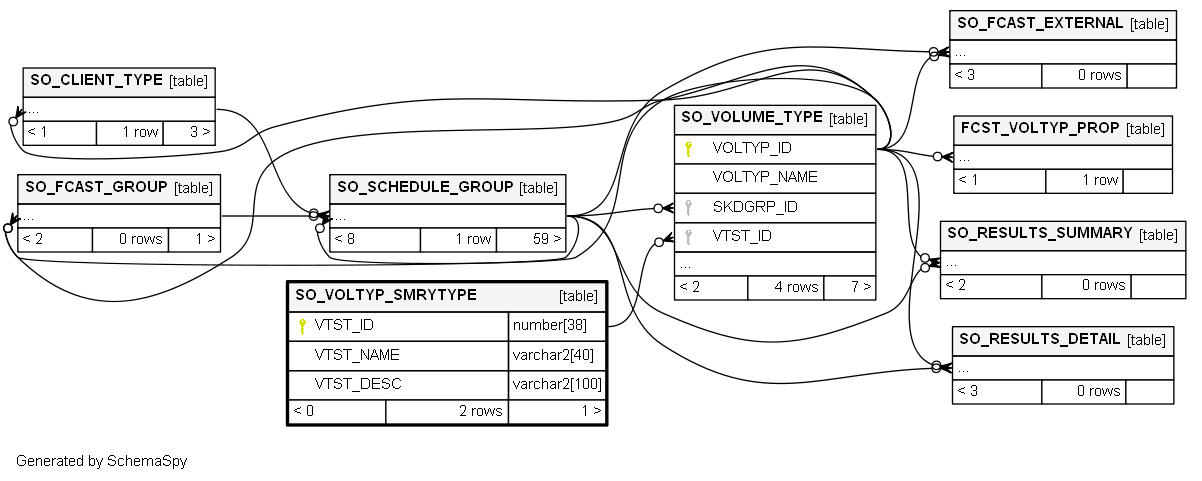 SO_CLIENT_TYPE [table]
...
< 1 1 row 3 >
SO_FCAST_GROUP [table]
...
< 2 0 rows 1 >
SO_SCHEDULE_GROUP [table]
...
< 8 1 row 59 >
SO_VOLTYP_SMRYTYPE [table]
VTST_ID number[38]
VTST_NAME varchar2[40]
VTST_DESC varchar2[100]
< 0 2 rows 1 >
SO_VOLUME_TYPE [table]
VOLTYP_ID
VOLTYP_NAME
SKDGRP_ID
VTST_ID
...
< 2 4 rows 7 >
SO_FCAST_EXTERNAL [table]
...
< 3 0 rows
FCST_VOLTYP_PROP [table]
...
< 1 1 row
SO_RESULTS_SUMMARY [table]
...
< 2 0 rows
SO_RESULTS_DETAIL [table]
...
< 3 0 rows
Generated by SchemaSpy